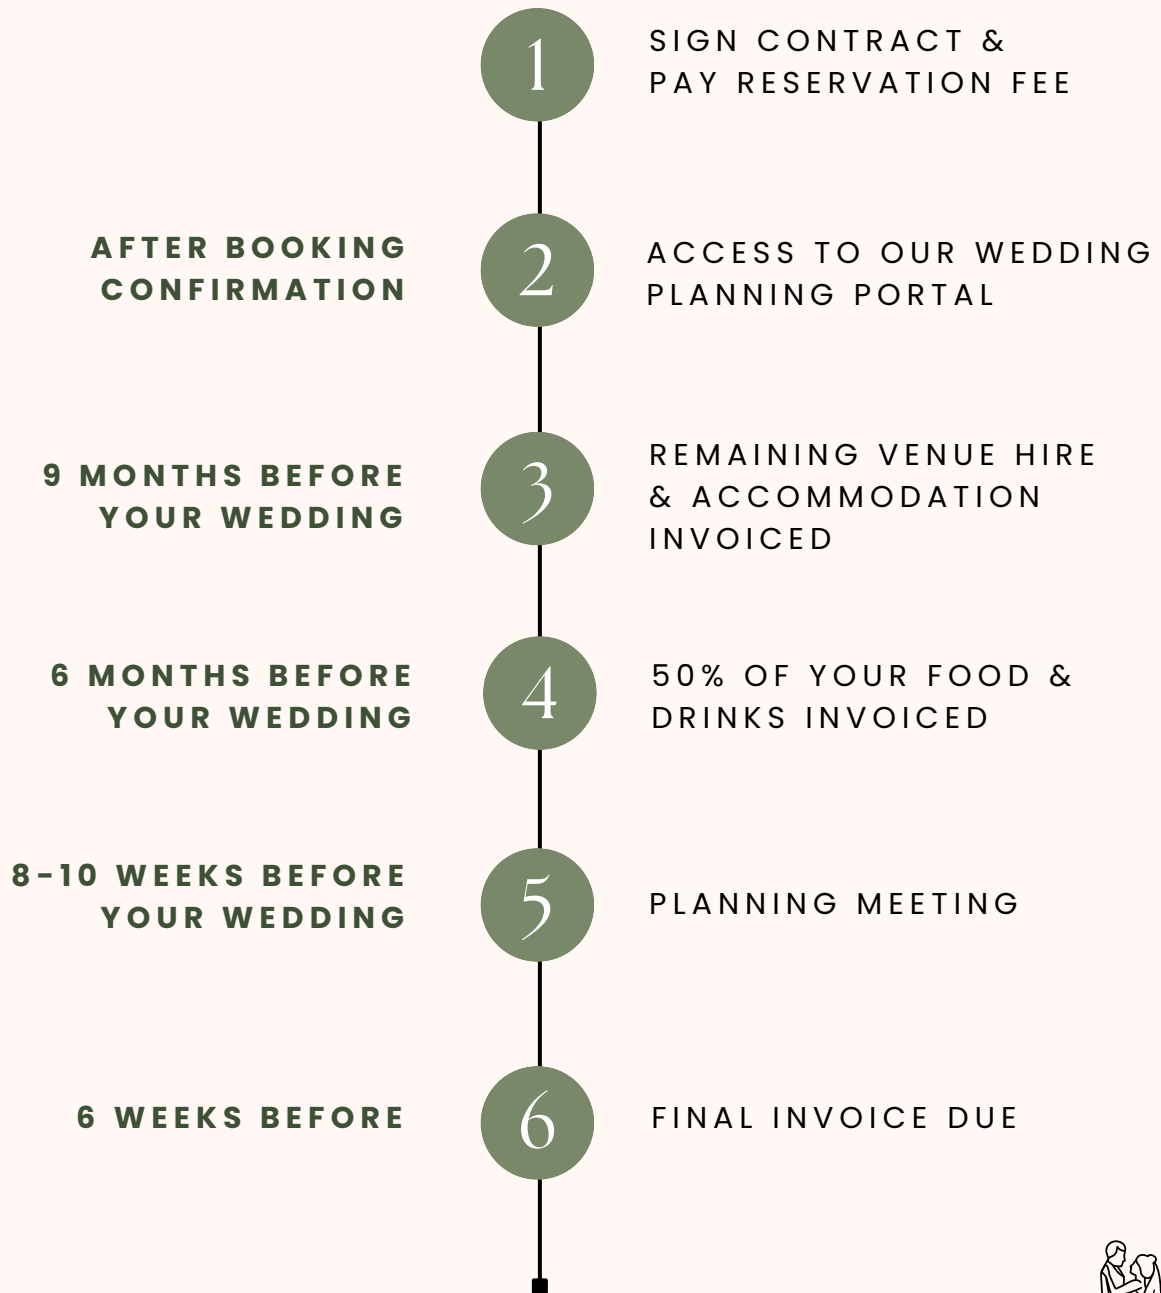 1
SIGN CONTRACT &
PAY RESERVATION FEE
AFTER BOOKING
CONFIRMATION
2
ACCESS TO OUR WEDDING
PLANNING PORTAL
9 MONTHS BEFORE
YOUR WEDDING
3
REMAINING VENUE HIRE
& ACCOMMODATION
INVOICED
6 MONTHS BEFORE
YOUR WEDDING
4
50% OF YOUR FOOD &
DRINKS INVOICED
8-10 WEEKS BEFORE
YOUR WEDDING
5
PLANNING MEETING
6 WEEKS BEFORE
6
FINAL INVOICE DUE